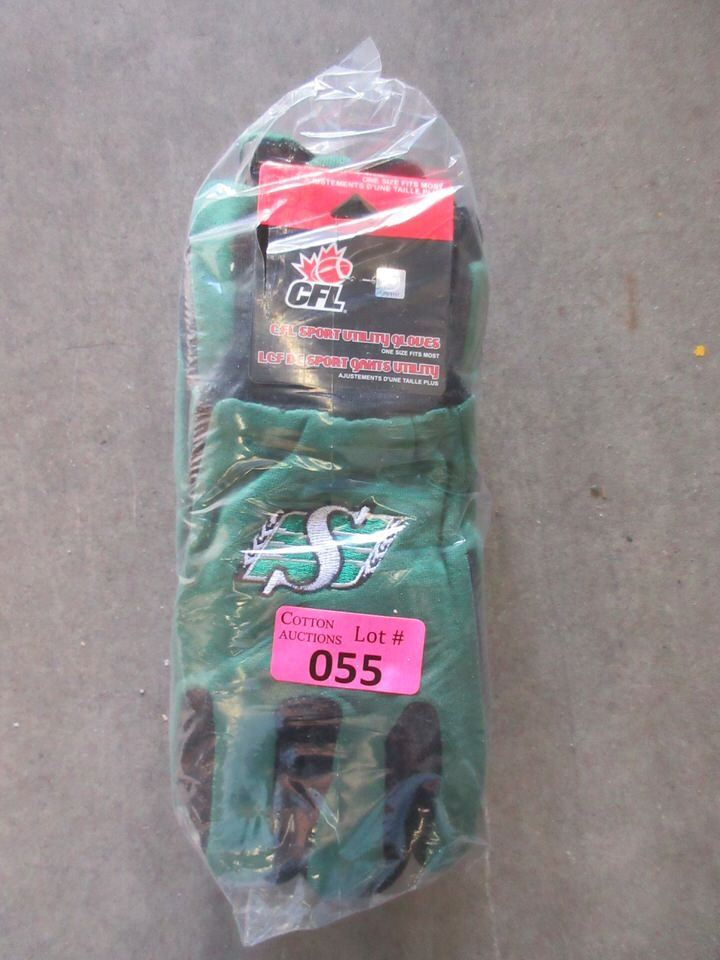 ONE SIZE FITS MOST
AJUSTEMENTS D'UNE TAILLE PLUS
CFL
CFL SPORT UTILITY GLOVES
ONE SIZE FITS MOST
LCF DE SPORT GANTS UTILITY
AJUSTEMENTS D'UNE TAILLE PLUS
S
COTTON
AUCTIONS Lot #
055